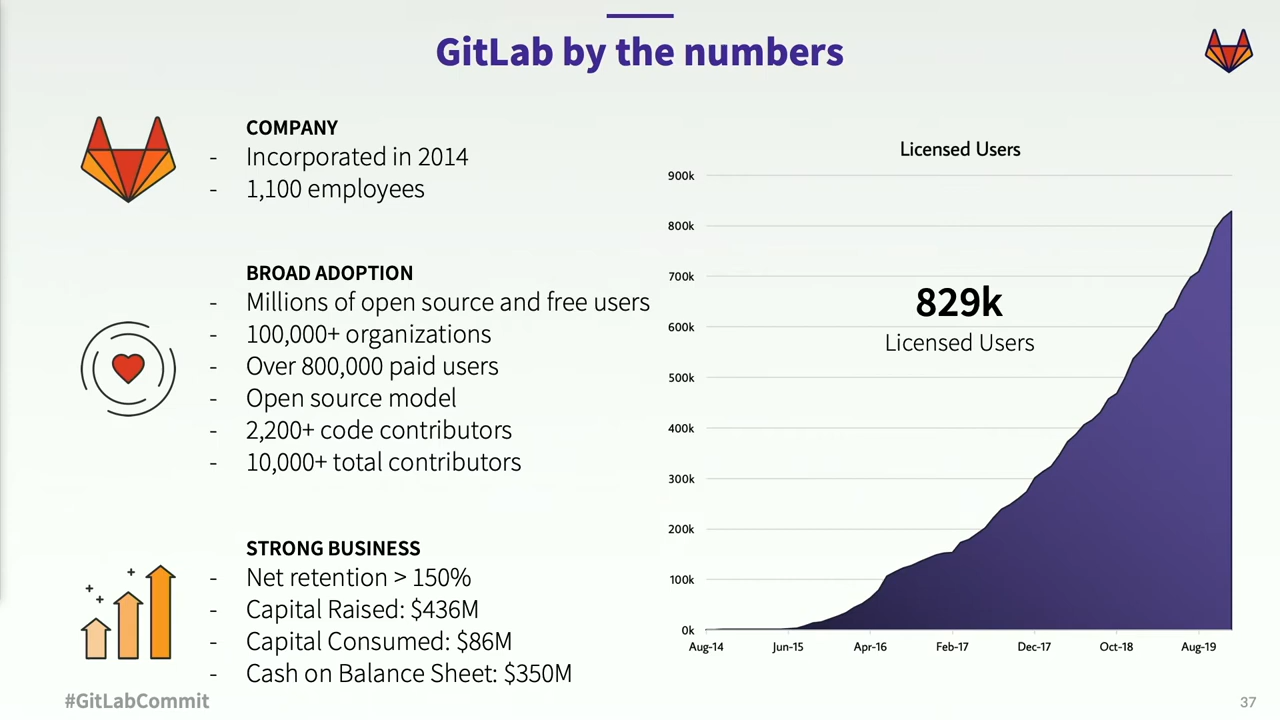 GitLab by the numbers
COMPANY
- Incorporated in 2014
- 1,100 employees
BROAD ADOPTION
- Millions of open source and free users
- 100,000+ organizations
- Over 800,000 paid users
- Open source model
- 2,200+ code contributors
- 10,000+ total contributors
STRONG BUSINESS
- Net retention > 150%
- Capital Raised: $436M
- Capital Consumed: $86M
- Cash on Balance Sheet: $350M
Licensed Users
900k
800k
700k
600k
500k
400k
300k
200k
100k
0k
829k
Licensed Users
Aug-14 Jun-15 Apr-16 Feb-17 Dec-17 Oct-18 Aug-19
#GitLabCommit
37